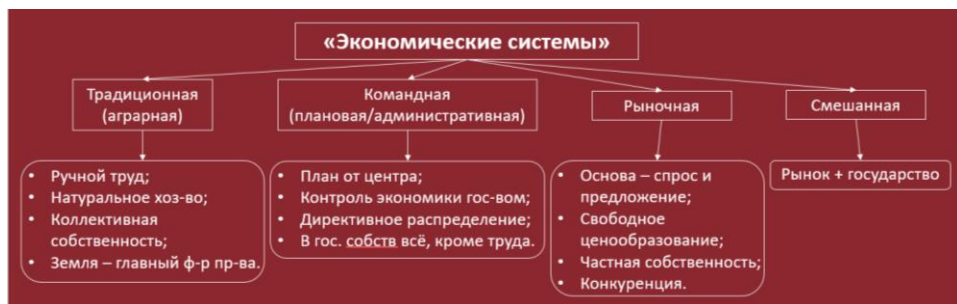 «Экономические системы»
Традиционная
(аграрная)
Командная
(плановая/административная)
Рыночная
Смешанная
• Ручной труд;
• Натуральное хоз-во;
• Коллективная
собственность;
• Земля – главный ф-р пр-ва.
• План от центра;
• Контроль экономики гос-вом;
• Директивное распределение;
• В гос. собств всё, кроме труда.
• Основа – спрос и
предложение;
• Свободное
ценообразование;
• Частная собственность;
• Конкуренция.
Рынок + государство